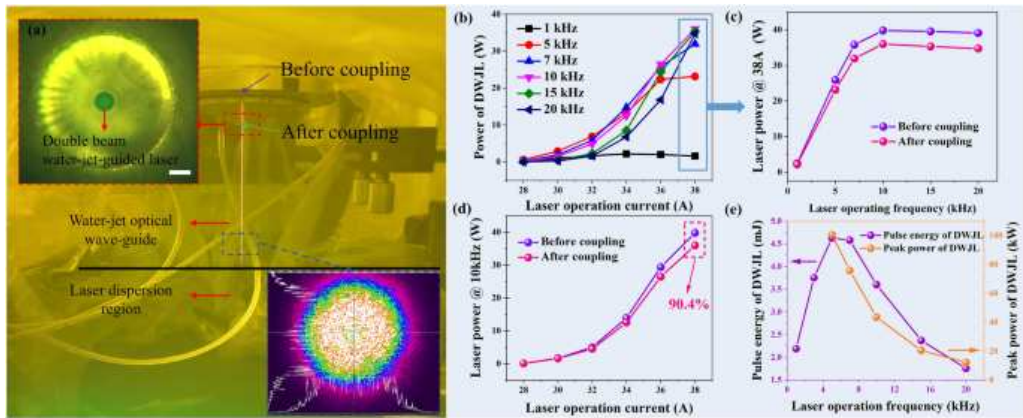 (a)
Before coupling
After coupling
Double beam
water-jet-guided laser
Water-jet optical
wave-guide
Laser dispersion
region
(b)
Power of DWJL (W)
40
30
20
10
0
1 kHz
5 kHz
7 kHz
10 kHz
15 kHz
20 kHz
28 30 32 34 36 38
Laser operation current (A)
(c)
Laser power @ 38A (W)
40
30
20
10
0
Before coupling
After coupling
0 5 10 15 20
Laser operating frequency (kHz)
(d)
Laser power @ 10kHz (W)
40
30
20
10
0
Before coupling
After coupling
90.4%
28 30 32 34 36 38
Laser operation current (A)
(e)
Pulse energy of DWJL (mJ)
5.0
4.5
4.0
3.5
3.0
2.5
2.0
1.5
Pulse energy of DWJL
Peak power of DWJL
100
80
60
40
20
0
Peak power of DWJL (kW)
0 5 10 15 20
Laser operation frequency (kHz)